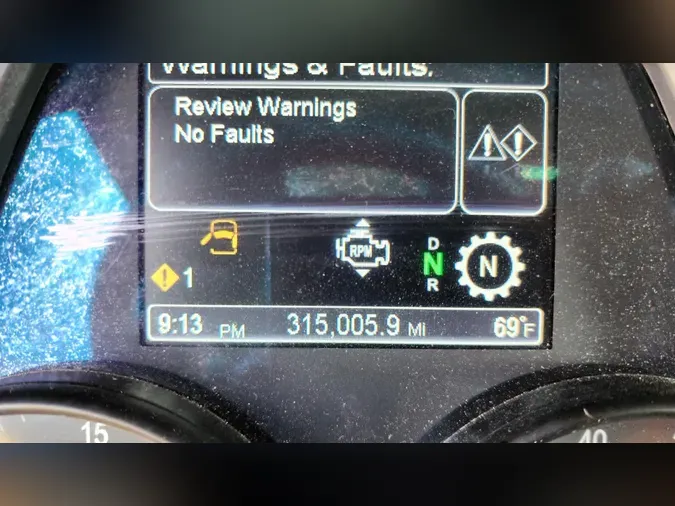 Warnings & Faults.
Review Warnings
No Faults
RPM
1
D
N
R
N
9:13 PM 315,005.9 MI 69°F
15
40